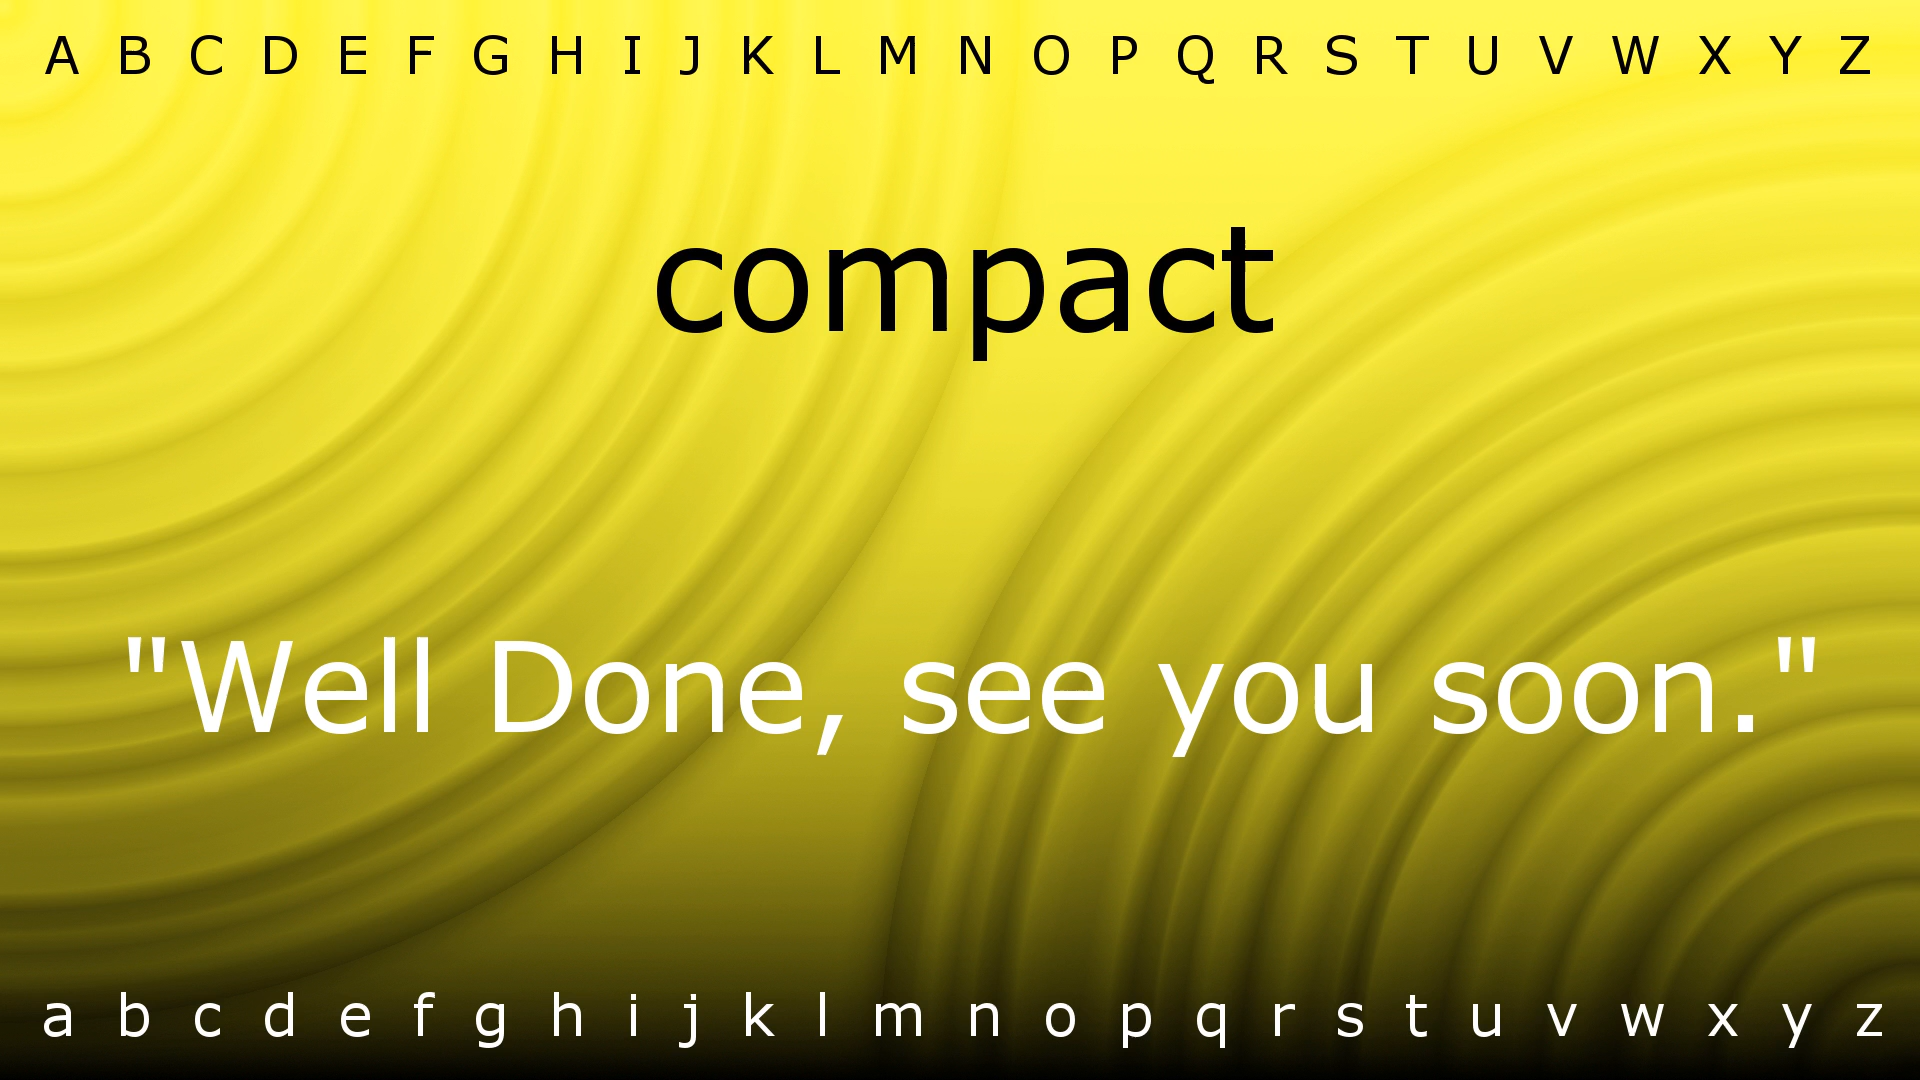 A B C D E F G H I J K L M N O P Q R S T U V W X Y Z
compact
"Well Done, see you soon."
a b c d e f g h i j k l m n o p q r s t u v w x y z